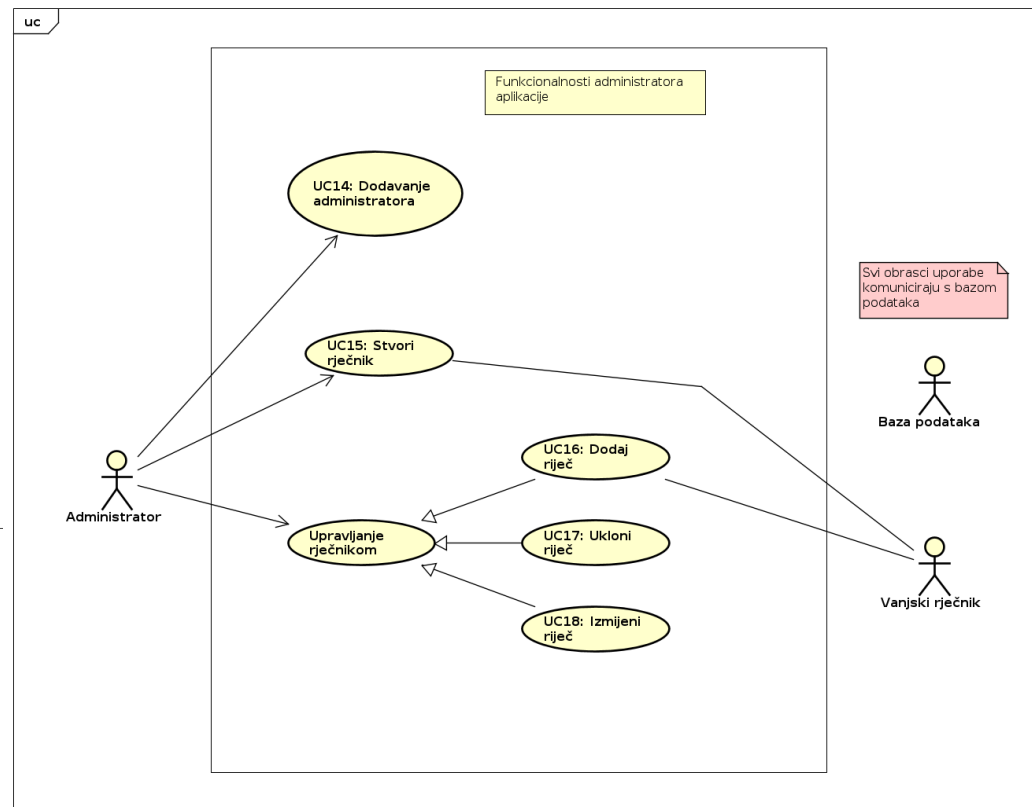 uc
Funkcionalnosti administratora
aplikacije
UC14: Dodavanje
administratora
Svi obrasci uporabe
komuniciraju s bazom
podataka
UC15: Stvori
rječnik
Baza podataka
UC16: Dodaj
riječ
Administrator
Upravljanje
rječnikom
UC17: Ukloni
riječ
Vanjski rječnik
UC18: Izmijeni
riječ